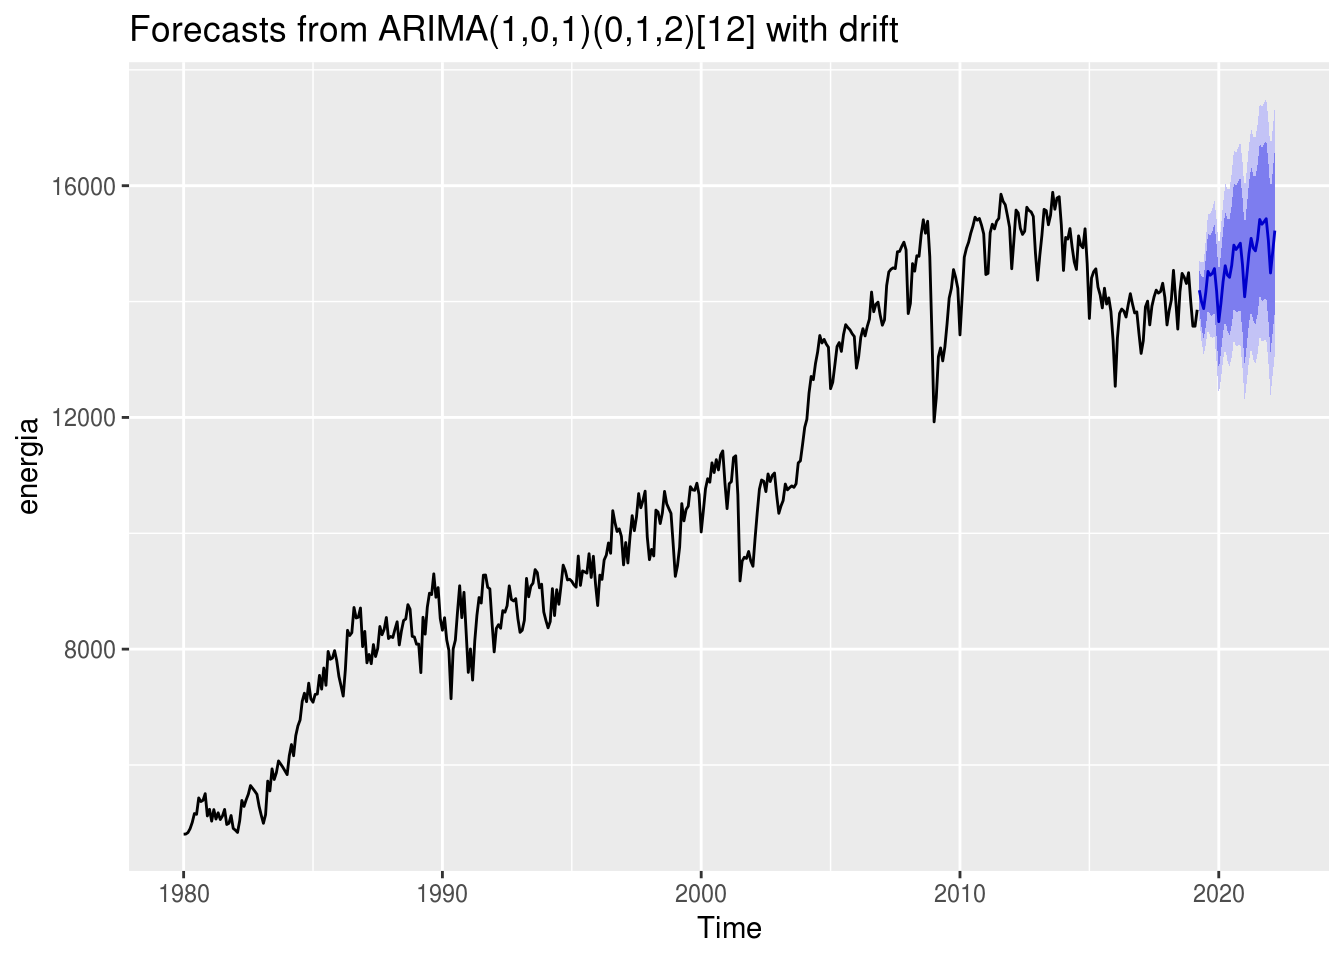 Forecasts from ARIMA(1,0,1)(0,1,2)[12] with drift
16000
12000
8000
energia
1980 1990 2000 2010 2020
Time